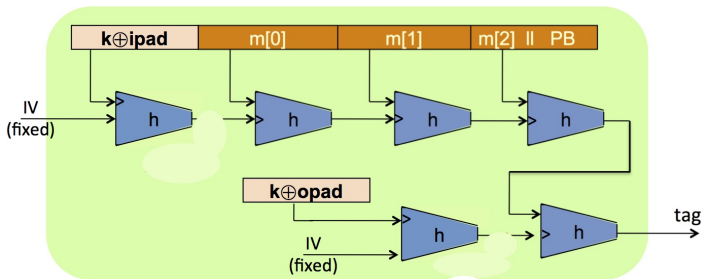 k⊕ipad m[0] m[1] m[2] ll PB
IV
(fixed)
h h h h
>
> > >
k⊕opad
>
h
>
h
tag
IV
(fixed)